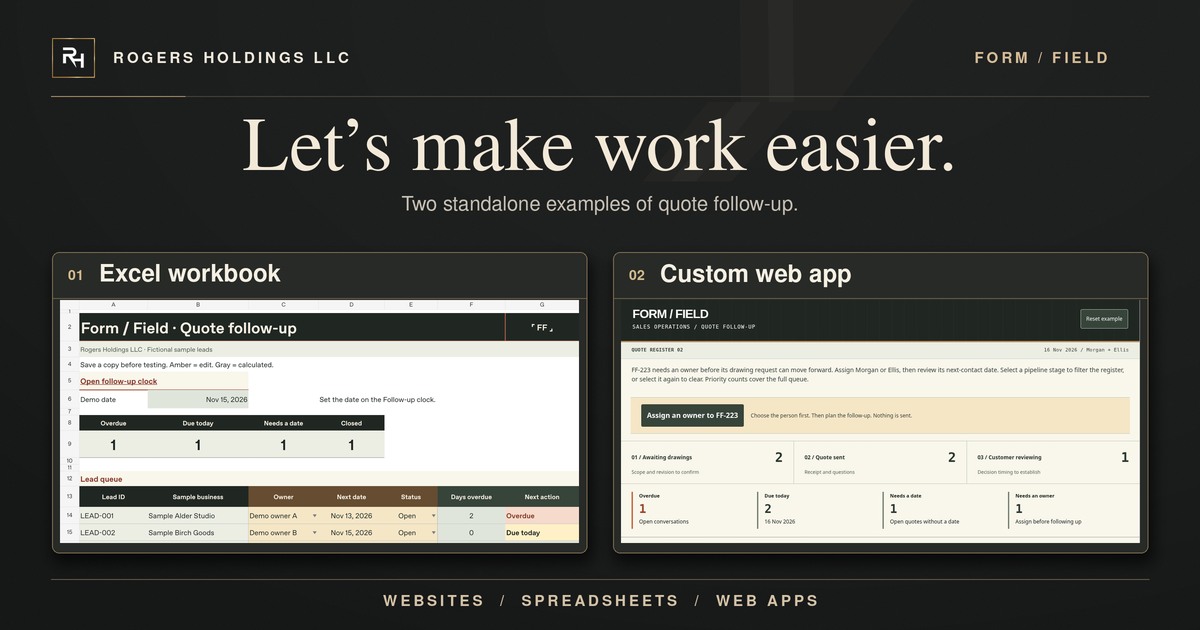 RH ROGERS HOLDINGS LLC
FORM / FIELD
Let’s make work easier.
Two standalone examples of quote follow-up.
01 Excel workbook
A B C D E F G
1
2 Form / Field · Quote follow-up FF
3 Rogers Holdings LLC · Fictional sample leads
4 Save a copy before testing. Amber = edit. Gray = calculated.
5 Open follow-up clock
6 Demo date Nov 15, 2026 Set the date on the Follow-up clock.
7
8 Overdue Due today Needs a date Closed
9 1 1 1 1
10
11
12 Lead queue
13 Lead ID Sample business Owner Next date Status Days overdue Next action
14 LEAD-001 Sample Alder Studio Demo owner A Nov 13, 2026 Open 2 Overdue
15 LEAD-002 Sample Birch Goods Demo owner B Nov 15, 2026 Open 0 Due today
02 Custom web app
FORM / FIELD
SALES OPERATIONS / QUOTE FOLLOW-UP
Reset example
QUOTE REGISTER 02 16 Nov 2026 / Morgan + Ellis
FF-223 needs an owner before its drawing request can move forward. Assign Morgan or Ellis, then review its next-contact date. Select a pipeline stage to filter the register,
or select it again to clear. Priority counts cover the full queue.
Assign an owner to FF-223 Choose the person first. Then plan the follow-up. Nothing is sent.
01 / Awaiting drawings 2 02 / Quote sent 2 03 / Customer reviewing 1
Scope and revision to confirm Receipt and questions Decision timing to establish
Overdue Due today Needs a date Needs an owner
1 2 1 1
Open conversations 16 Nov 2026 Open quotes without a date Assign before following up
WEBSITES / SPREADSHEETS / WEB APPS